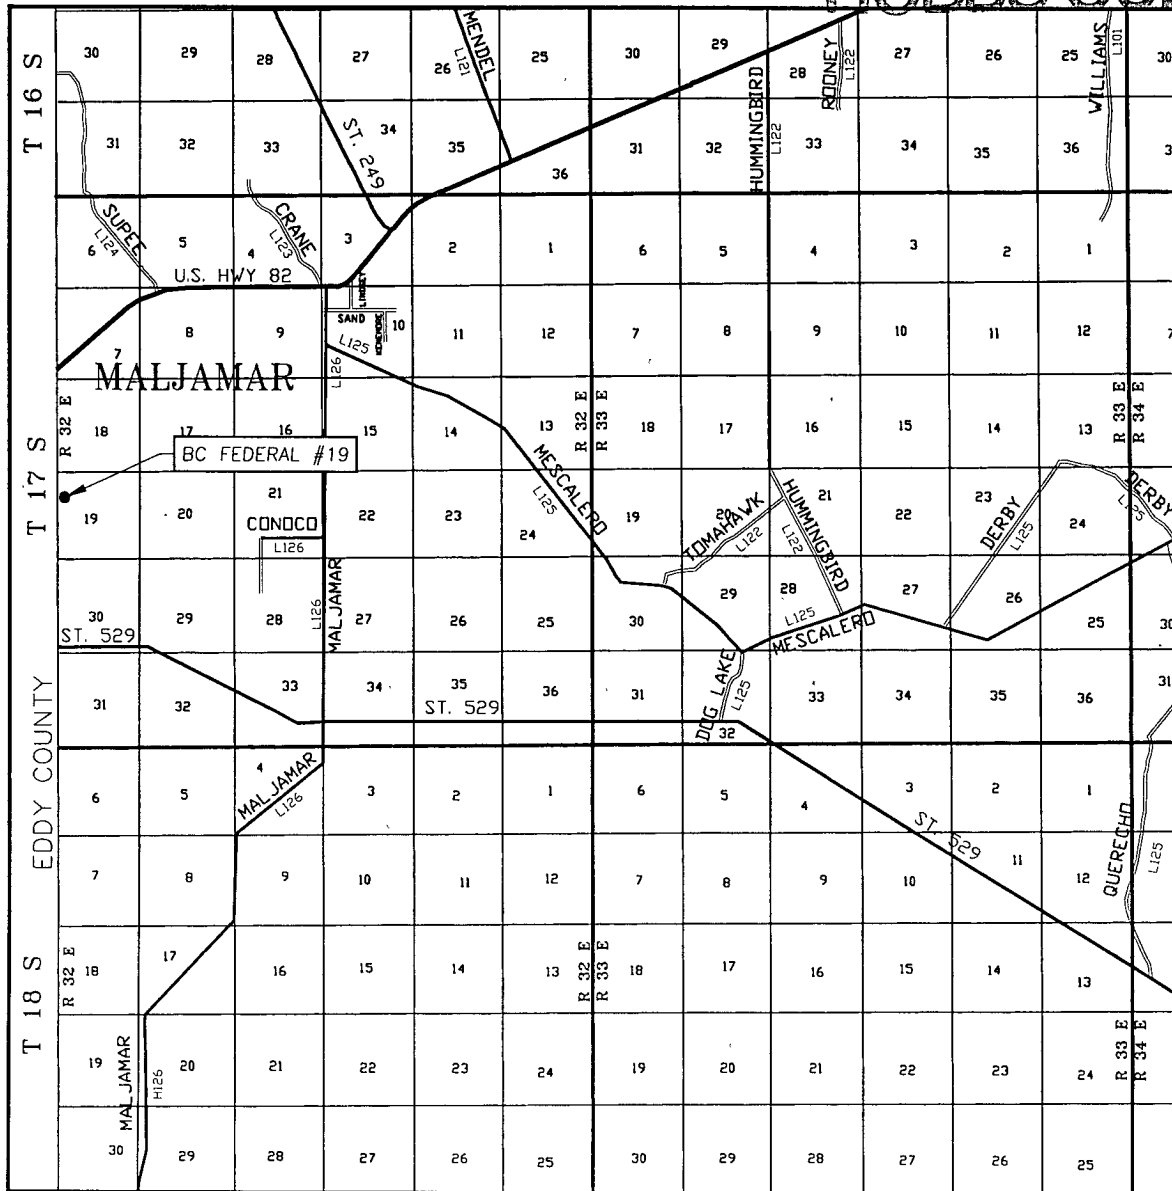 30 29 28 27 26 25 30 29 28 27 26 25 30
MENDEL
L121
HUMMINGBIRD
L122
ROONEY
L122
WILLIAMS
L101
T 16 S
31 32 33 34 35 36 31 32 33 34 35 36
ST. 249
SUPEE
L124
CRANE
L123
6 5 4 3 2 1 6 5 4 3 2 1
U.S. HWY 82
LINDSEY
SAND
7 8 9 10 11 12 7 8 9 10 11 12 7
L125
L126
MALJAMAR
R 32 E
R 32 E
R 33 E
R 33 E
R 34 E
18 17 16 15 14 13 18 17 16 15 14 13
T 17 S
BC FEDERAL #19
MESCALERO
L125
19 20 21 22 23 24 19 20 21 22 23 24
CONOCO
L126
TOMAHAWK
L122
HUMMINGBIRD
L122
DERBY
L125
DERBY
L125
30 29 28 27 26 25 30 29 28 27 26 25 30
L126
MALJAMAR
L125
MESCALERO
ST. 529
31 32 33 34 35 36 31 32 33 34 35 36 31
ST. 529
DOG LAKE
L125
EDDY COUNTY
6 5 4 3 2 1 6 5 4 3 2 1
MALJAMAR
L126
ST. 529
QUERECHO
L125
7 8 9 10 11 12 7 8 9 10 11 12
R 32 E
R 32 E
R 33 E
18 17 16 15 14 13 18 17 16 15 14 13
T 18 S
R 33 E
R 34 E
19 20 21 22 23 24 19 20 21 22 23 24
MALJAMAR
H126
30 29 28 27 26 25 30 29 28 27 26 25